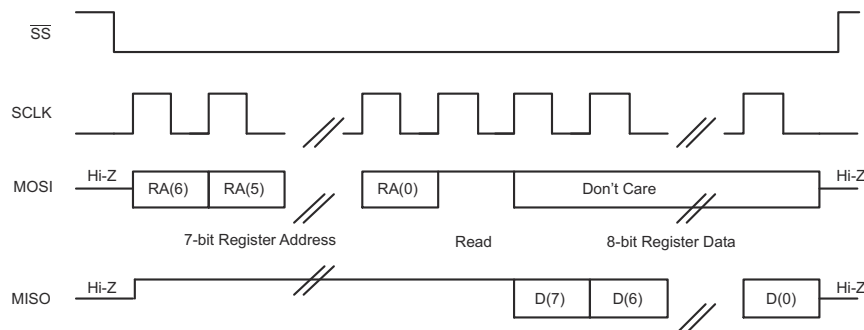 SS
SCLK
MOSI Hi-Z RA(6) RA(5) RA(0) Don't Care Hi-Z
7-bit Register Address Read 8-bit Register Data
MISO Hi-Z D(7) D(6) D(0) Hi-Z